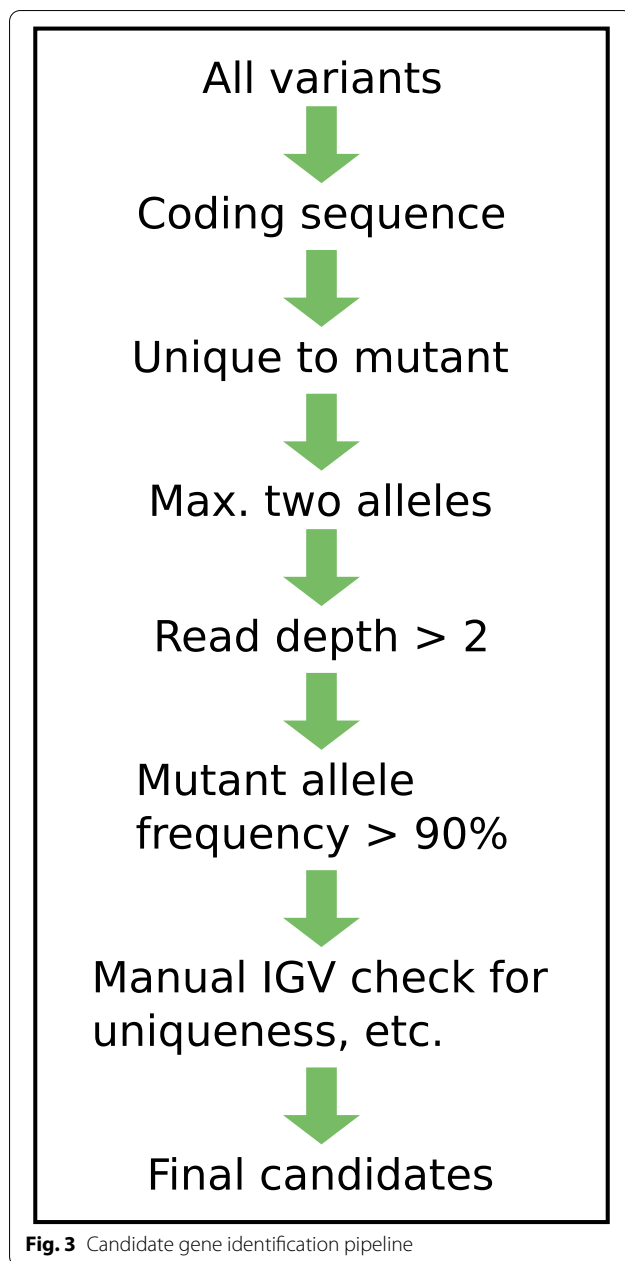 All variants
Coding sequence
Unique to mutant
Max. two alleles
Read depth > 2
Mutant allele
frequency > 90%
Manual IGV check for
uniqueness, etc.
Final candidates
Fig. 3 Candidate gene identification pipeline